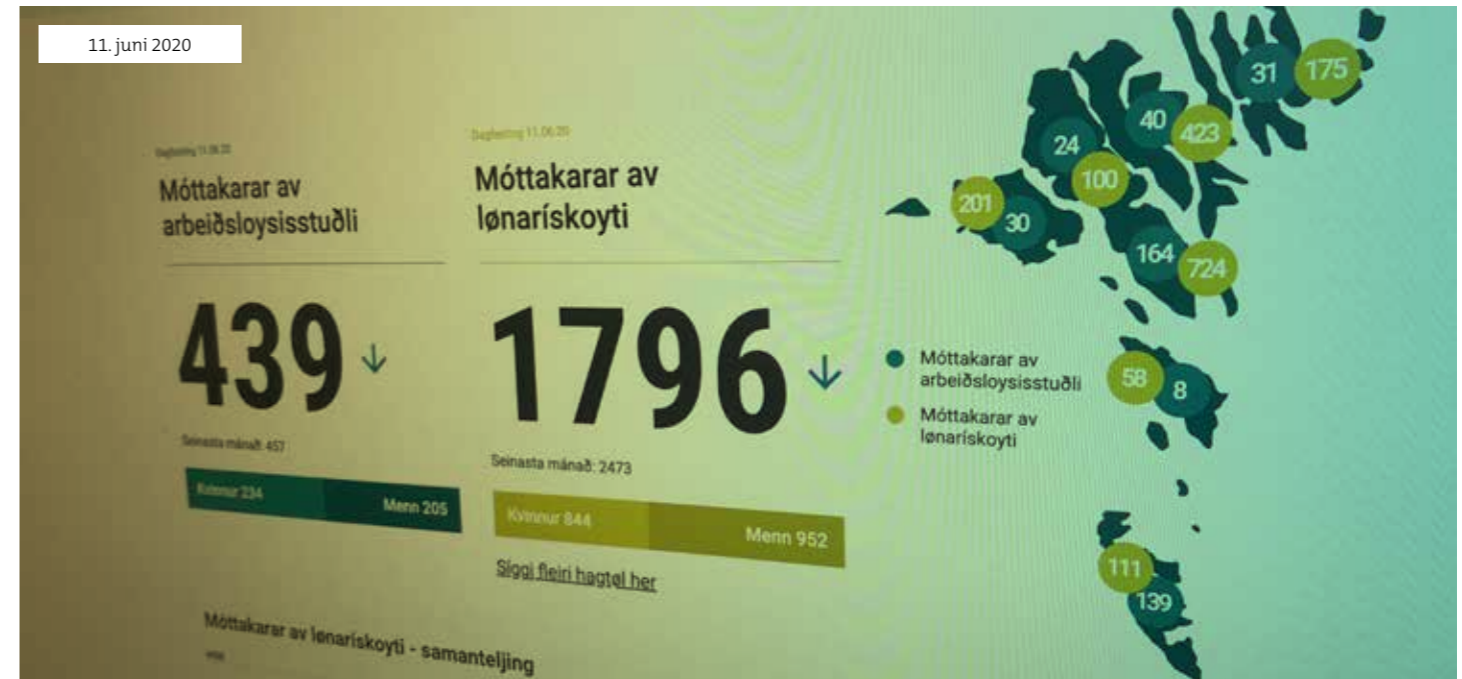 11. juni 2020
Dagfesting 11.06.20
Móttakarar av
arbeiðsloysisstuðli
439
Seinasta mánað: 457
Kvinnur 234
Menn 205
Dagfesting 11.06.20
Móttakarar av
lønarískoyti
1796
Seinasta mánað: 2473
Kvinnur 844
Menn 952
Síggj fleiri hagtøl her
Móttakarar av lønarískoyti - samanteljing
31
175
40
423
24
100
201
30
164
724
Móttakarar av
arbeiðsloysisstuðli
Móttakarar av
lønarískoyti
58
8
111
139